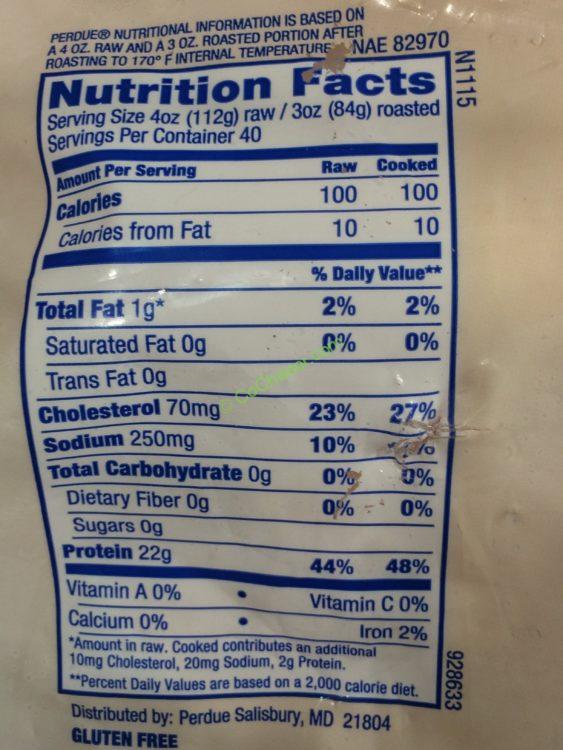 PERDUE® NUTRITIONAL INFORMATION IS BASED ON
A 4 OZ. RAW AND A 3 OZ. ROASTED PORTION AFTER
ROASTING TO 170° F INTERNAL TEMPERATURE NAE 82970
N1115
Nutrition Facts
Serving Size 4oz (112g) raw / 3oz (84g) roasted
Servings Per Container 40
Amount Per Serving Raw Cooked
Calories 100 100
Calories from Fat 10 10
% Daily Value**
Total Fat 1g* 2% 2%
Saturated Fat 0g 0% 0%
Trans Fat 0g
Cholesterol 70mg 23% 27%
Sodium 250mg 10% %
Total Carbohydrate 0g 0% 0%
Dietary Fiber 0g 0% 0%
Sugars 0g
Protein 22g 44% 48%
Vitamin A 0% • Vitamin C 0%
Calcium 0% • Iron 2%
*Amount in raw. Cooked contributes an additional
10mg Cholesterol, 20mg Sodium, 2g Protein.
**Percent Daily Values are based on a 2,000 calorie diet.
928633
Distributed by: Perdue Salisbury, MD 21804
GLUTEN FREE